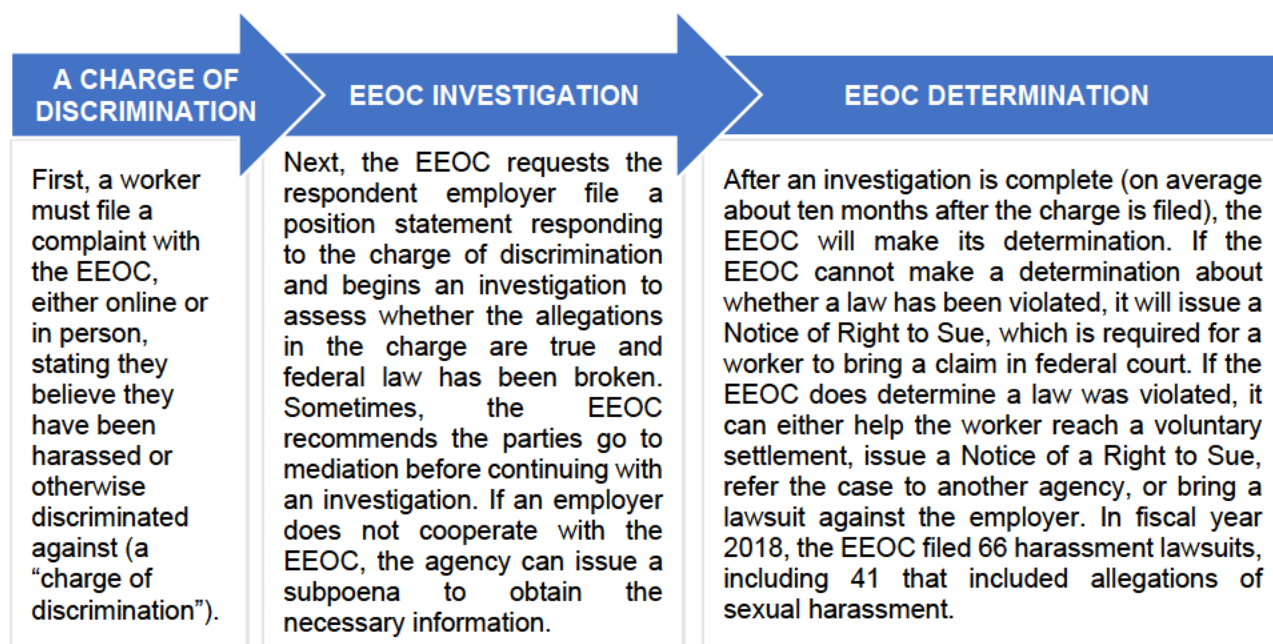 A CHARGE OF
DISCRIMINATION
First, a worker
must file a
complaint with
the EEOC,
either online or
in person,
stating they
believe they
have been
harassed or
otherwise
discriminated
against (a
“charge of
discrimination”).
EEOC INVESTIGATION
Next, the EEOC requests the
respondent employer file a
position statement responding
to the charge of discrimination
and begins an investigation to
assess whether the allegations
in the charge are true and
federal law has been broken.
Sometimes, the EEOC
recommends the parties go to
mediation before continuing with
an investigation. If an employer
does not cooperate with the
EEOC, the agency can issue a
subpoena to obtain the
necessary information.
EEOC DETERMINATION
After an investigation is complete (on average
about ten months after the charge is filed), the
EEOC will make its determination. If the
EEOC cannot make a determination about
whether a law has been violated, it will issue a
Notice of Right to Sue, which is required for a
worker to bring a claim in federal court. If the
EEOC does determine a law was violated, it
can either help the worker reach a voluntary
settlement, issue a Notice of a Right to Sue,
refer the case to another agency, or bring a
lawsuit against the employer. In fiscal year
2018, the EEOC filed 66 harassment lawsuits,
including 41 that included allegations of
sexual harassment.